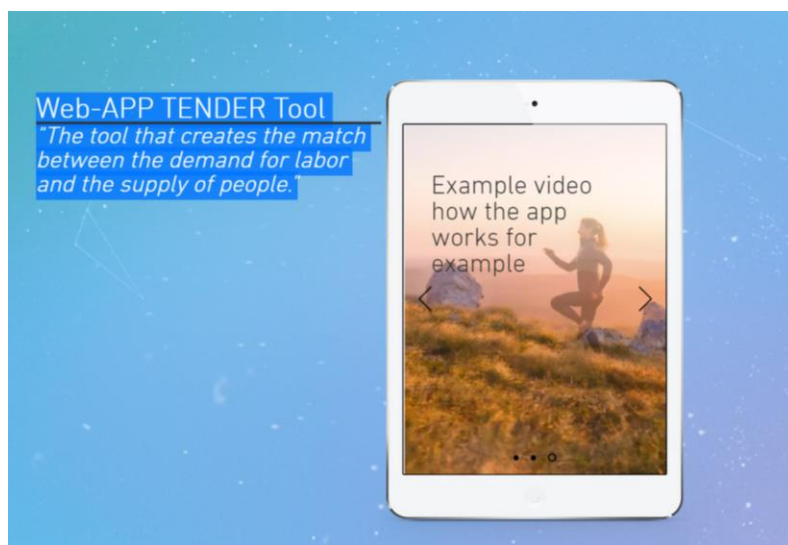 Web-APP TENDER Tool
"The tool that creates the match
between the demand for labor
and the supply of people."
Example video
how the app
works for
example